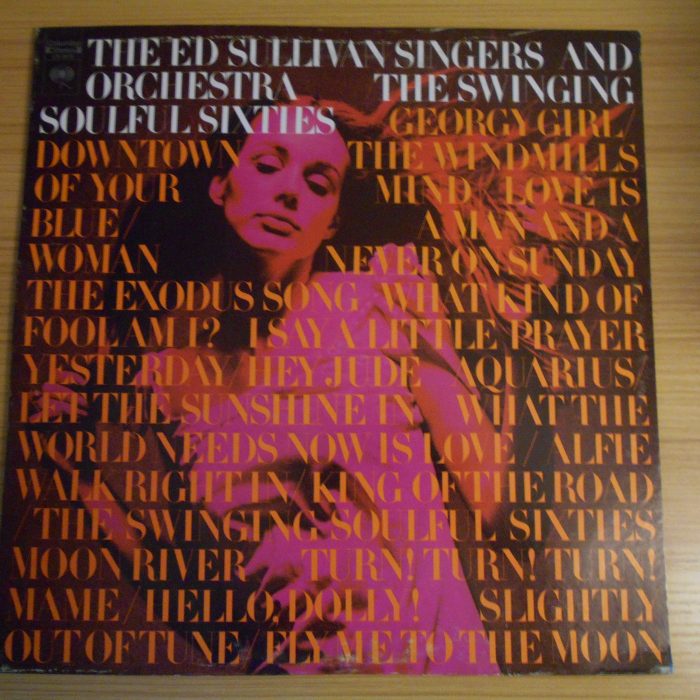 THE ED SULLIVAN SINGERS AND
ORCHESTRA THE SWINGING
SOULFUL SIXTIES GEORGY GIRL /
DOWNTOWN THE WINDMILLS
OF YOUR MIND LOVE IS
BLUE / A MAN AND A
WOMAN NEVER ON SUNDAY
THE EXODUS SONG WHAT KIND OF
FOOL AM I? I SAY A LITTLE PRAYER
YESTERDAY / HEY JUDE AQUARIUS /
LET THE SUNSHINE IN WHAT THE
WORLD NEEDS NOW IS LOVE / ALFIE
WALK RIGHT IN / KING OF THE ROAD
/ THE SWINGING SOULFUL SIXTIES
MOON RIVER TURN! TURN! TURN!
MAME / HELLO, DOLLY! SLIGHTLY
OUT OF TUNE / FLY ME TO THE MOON